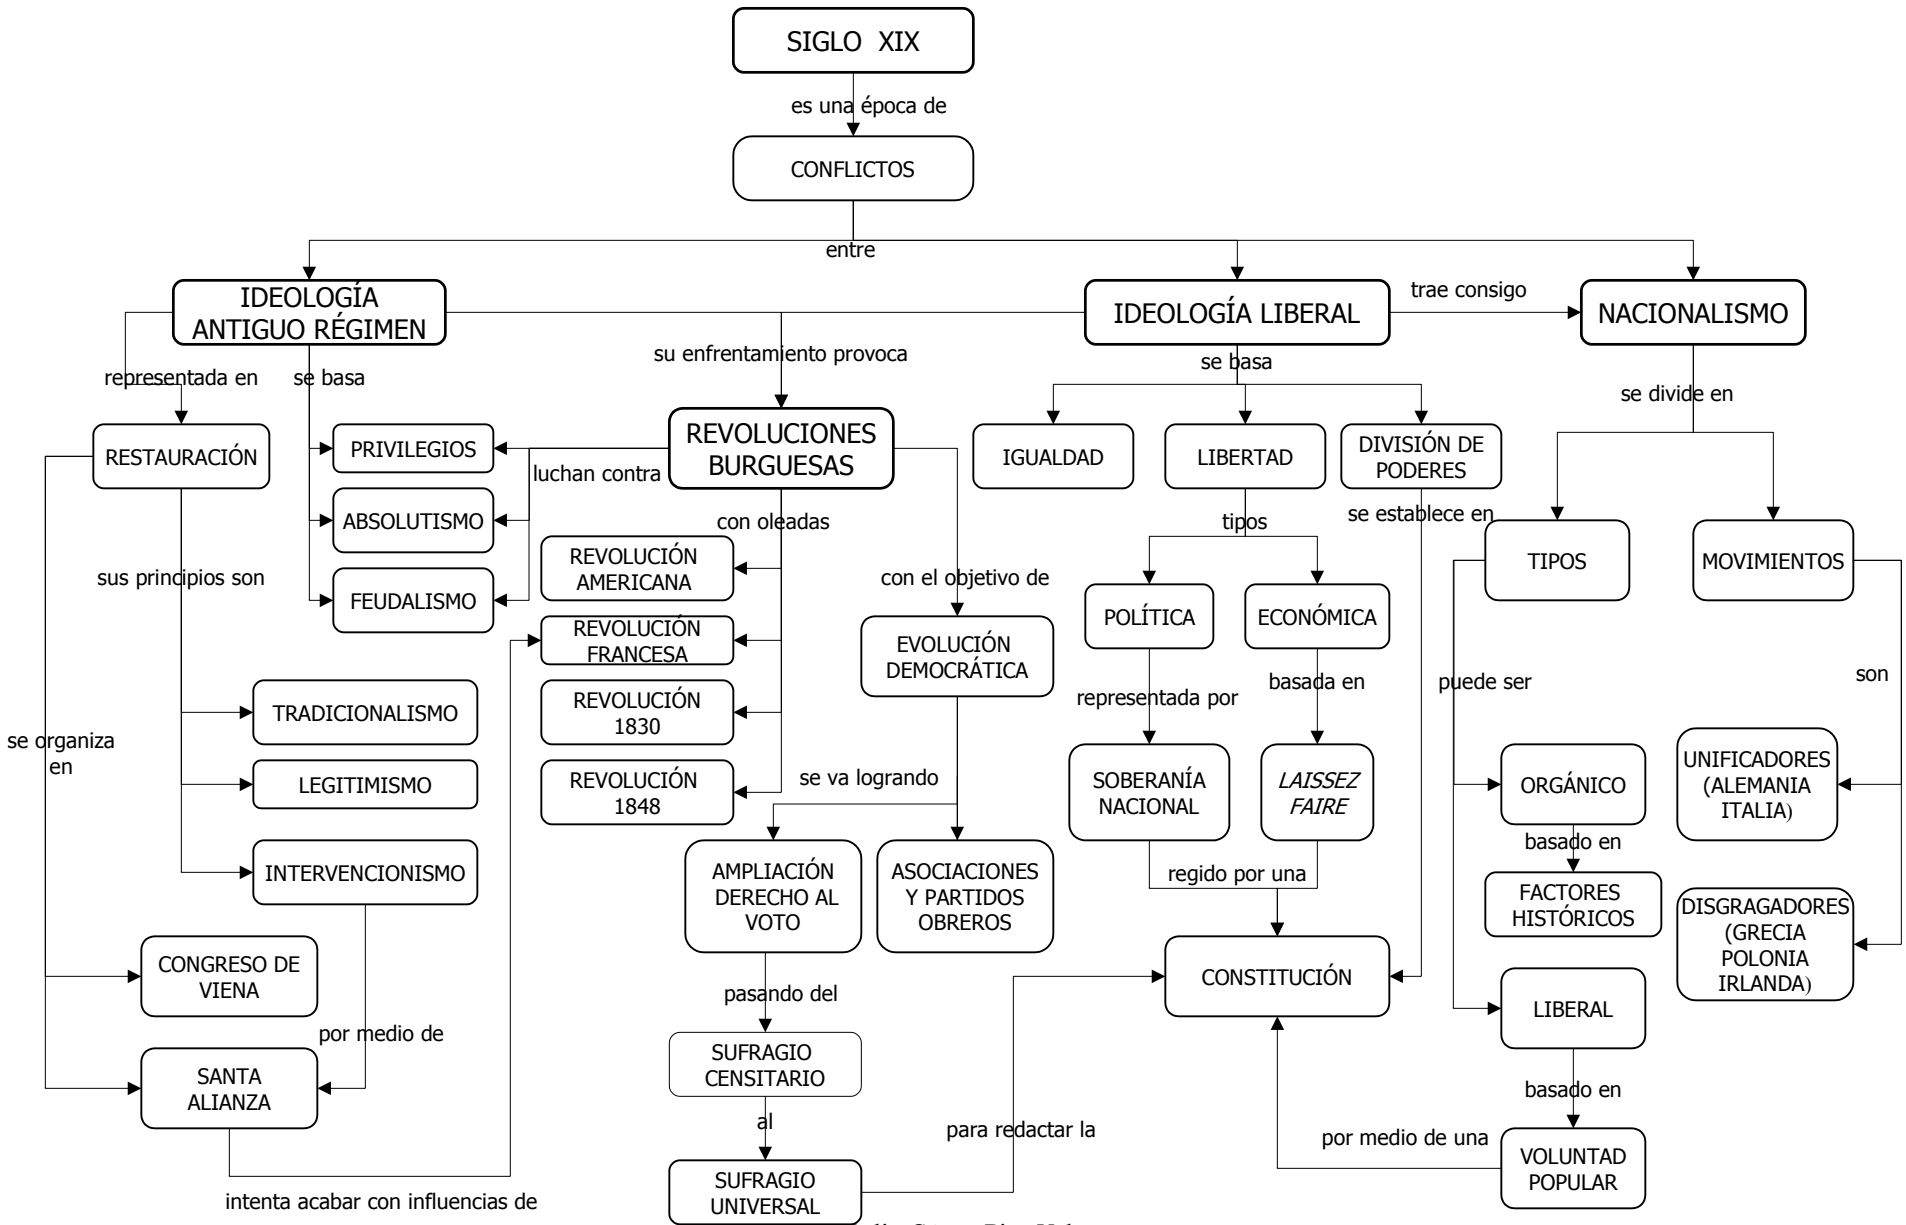 SIGLO XIX
es una época de
CONFLICTOS
entre
IDEOLOGÍA
ANTIGUO RÉGIMEN
IDEOLOGÍA LIBERAL
trae consigo
NACIONALISMO
su enfrentamiento provoca
representada en
se basa
se basa
se divide en
RESTAURACIÓN
PRIVILEGIOS
luchan contra
REVOLUCIONES
BURGUESAS
IGUALDAD
LIBERTAD
DIVISIÓN DE
PODERES
ABSOLUTISMO
con oleadas
tipos
se establece en
sus principios son
FEUDALISMO
REVOLUCIÓN
AMERICANA
con el objetivo de
POLÍTICA
ECONÓMICA
TIPOS
MOVIMIENTOS
REVOLUCIÓN
FRANCESA
EVOLUCIÓN
DEMOCRÁTICA
representada por
basada en
puede ser
son
TRADICIONALISMO
REVOLUCIÓN
1830
se organiza
en
LEGITIMISMO
REVOLUCIÓN
1848
se va logrando
SOBERANÍA
NACIONAL
LAISSEZ
FAIRE
ORGÁNICO
UNIFICADORES
(ALEMANIA
ITALIA)
basado en
INTERVENCIONISMO
AMPLIACIÓN
DERECHO AL
VOTO
ASOCIACIONES
Y PARTIDOS
OBREROS
regido por una
FACTORES
HISTÓRICOS
DISGRAGADORES
(GRECIA
POLONIA
IRLANDA)
CONGRESO DE
VIENA
CONSTITUCIÓN
pasando del
LIBERAL
por medio de
SUFRAGIO
CENSITARIO
SANTA
ALIANZA
basado en
al
para redactar la
por medio de una
VOLUNTAD
POPULAR
SUFRAGIO
UNIVERSAL
intenta acabar con influencias de